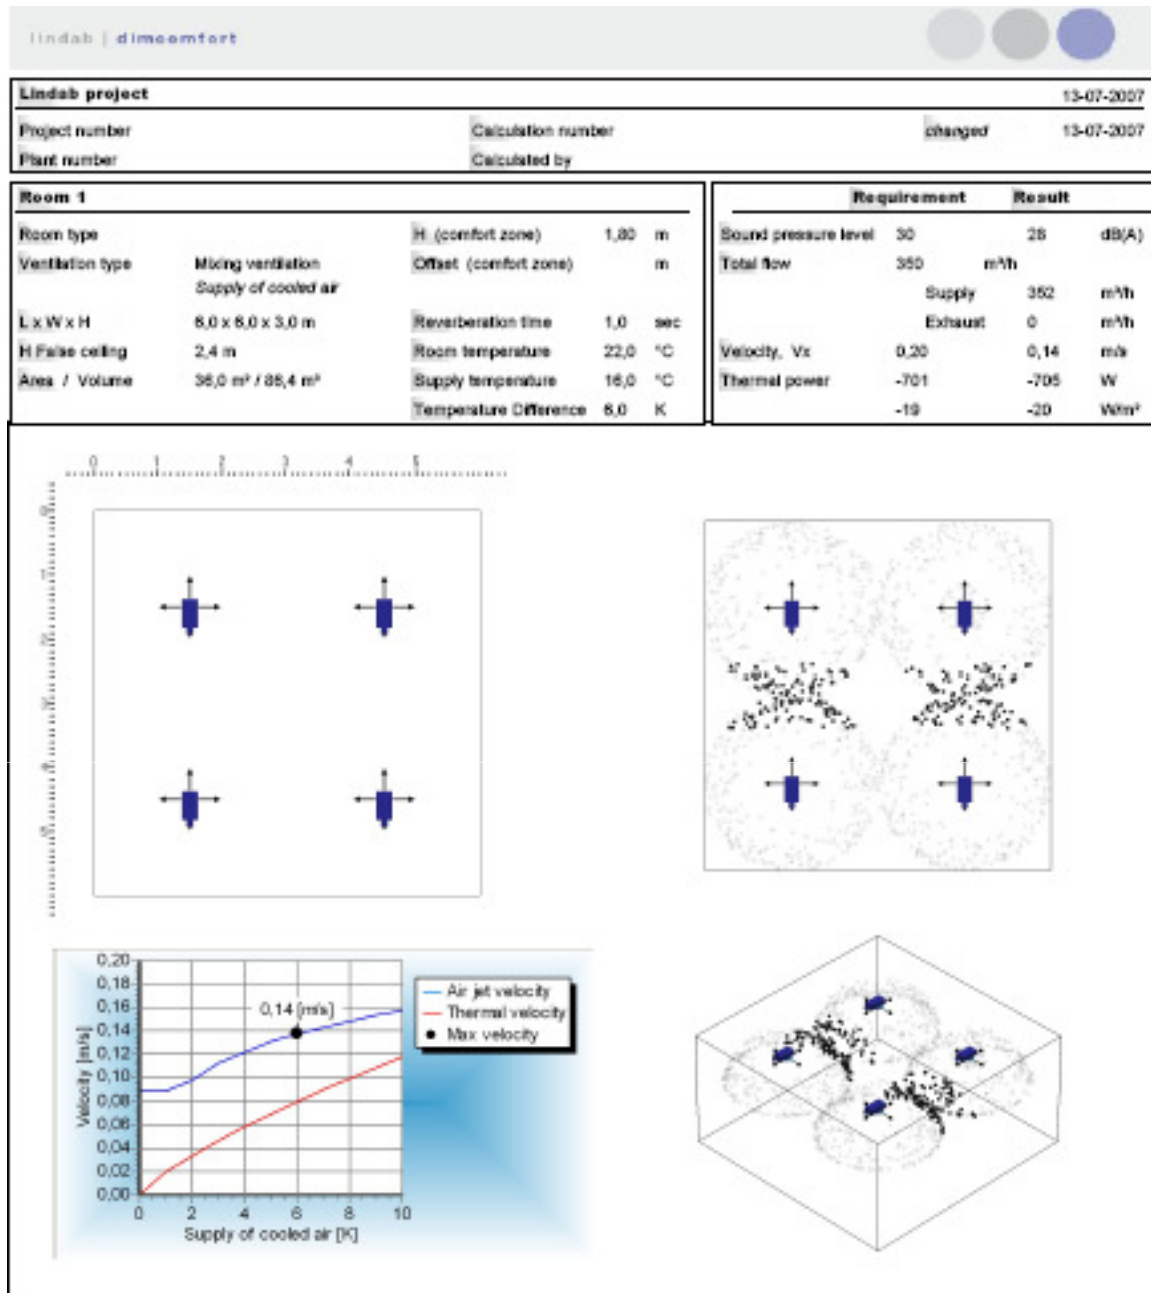 lindab | dimcomfort
Lindab project 13-07-2007
Project number Calculation number changed 13-07-2007
Plant number Calculated by
Room 1
Room type H (comfort zone) 1,80 m
Ventilation type Mixing ventilation Offset (comfort zone) m
Supply of cooled air
L x W x H 6,0 x 6,0 x 3,0 m Reverberation time 1,0 sec
H False ceiling 2,4 m Room temperature 22,0 °C
Area / Volume 36,0 m² / 86,4 m³ Supply temperature 16,0 °C
Temperature Difference 6,0 K
Requirement Result
Sound pressure level 30 28 dB(A)
Total flow 350 m³/h
Supply 352 m³/h
Exhaust 0 m³/h
Velocity, Vx 0,20 0,14 m/s
Thermal power -701 -705 W
-19 -20 W/m²
0 1 2 3 4 5
0
1
2
3
4
5
0,20
0,18
0,16
0,14
0,12
0,10
0,08
0,06
0,04
0,02
0,00
Velocity [m/s]
0,14 [m/s]
0 2 4 6 8 10
Supply of cooled air [K]
Air jet velocity
Thermal velocity
Max velocity